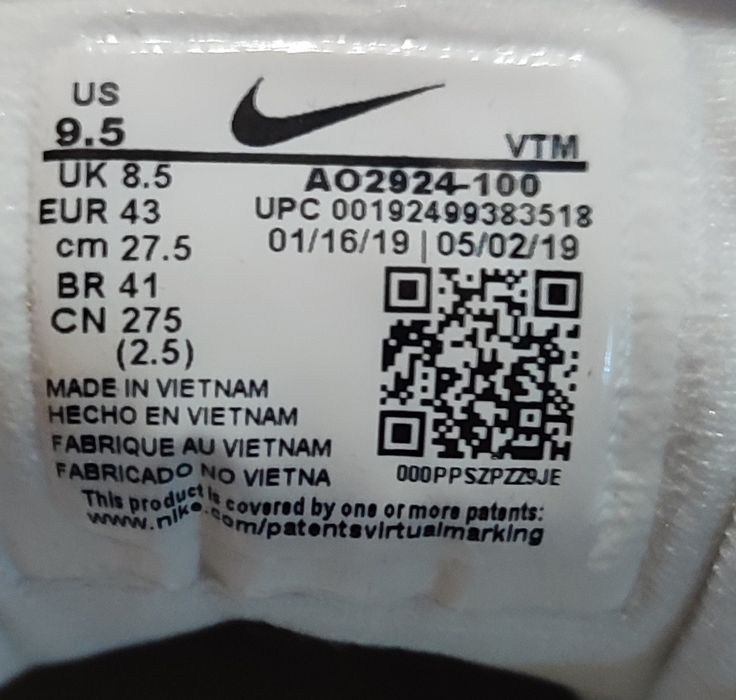 US
9.5
VTM
UK 8.5
AO2924-100
EUR 43
UPC 00192499383518
cm 27.5
01/16/19 | 05/02/19
BR 41
CN 275
(2.5)
MADE IN VIETNAM
HECHO EN VIETNAM
FABRIQUE AU VIETNAM
FABRICADO NO VIETNA
000PPSZPZZ9JE
This product is covered by one or more patents:
www.nike.com/patentsvirtualmarking